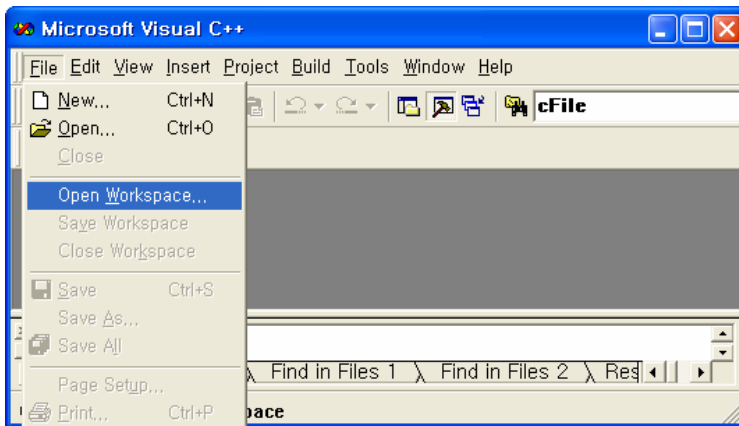 Microsoft Visual C++
File Edit View Insert Project Build Tools Window Help
New... Ctrl+N
cFile
Open... Ctrl+O
Close
Open Workspace...
Save Workspace
Close Workspace
Save Ctrl+S
Save As...
Save All
Find in Files 1 Find in Files 2
Page Setup...
Print... Ctrl+P